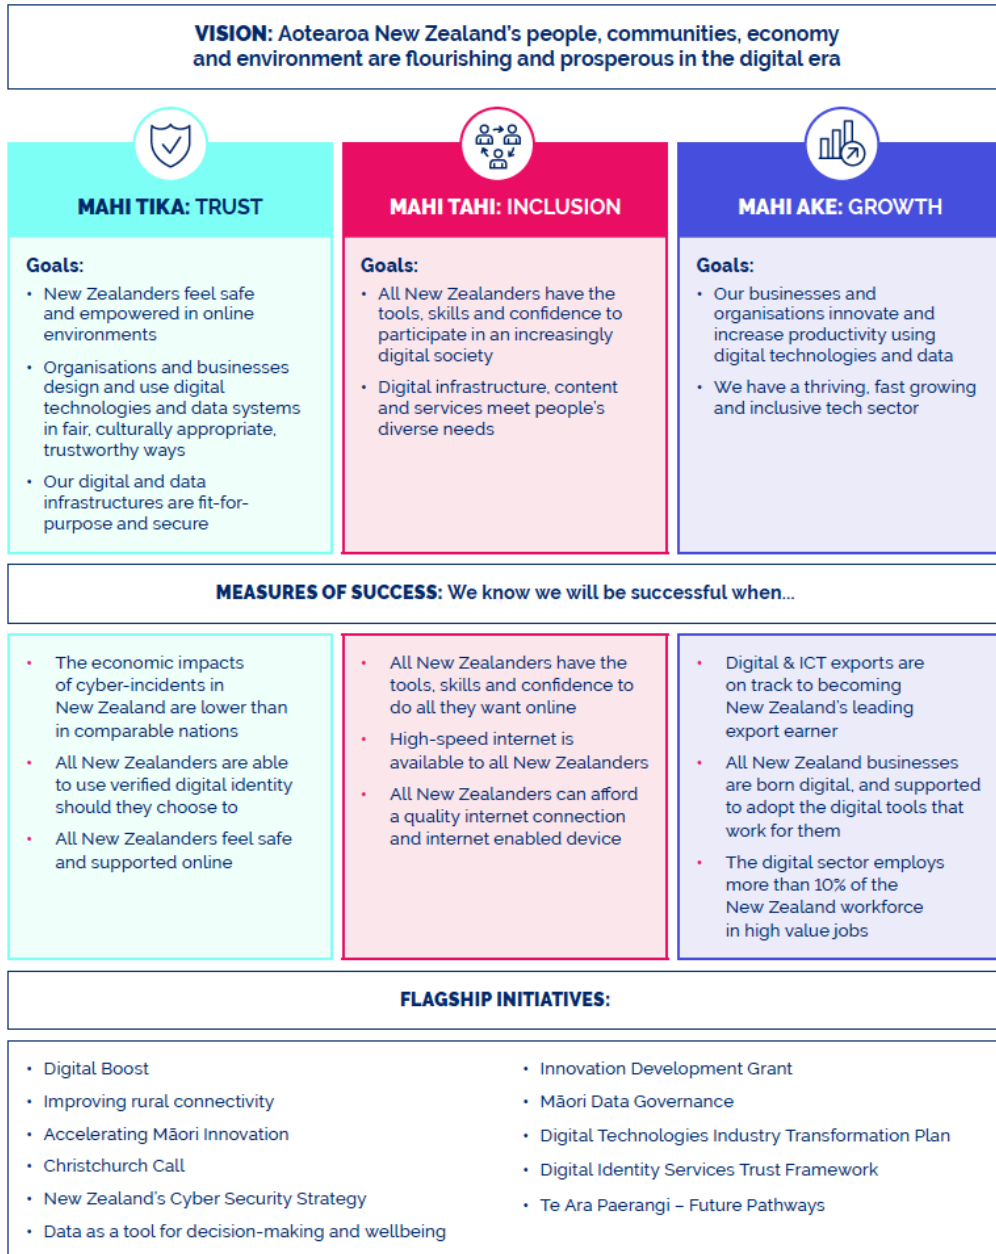 VISION: Aotearoa New Zealand's people, communities, economy
and environment are flourishing and prosperous in the digital era
MAHI TIKA: TRUST
Goals:
• New Zealanders feel safe
and empowered in online
environments
• Organisations and businesses
design and use digital
technologies and data systems
in fair, culturally appropriate,
trustworthy ways
• Our digital and data
infrastructures are fit-for-
purpose and secure
MAHI TAHI: INCLUSION
Goals:
• All New Zealanders have the
tools, skills and confidence to
participate in an increasingly
digital society
• Digital infrastructure, content
and services meet people's
diverse needs
MAHI AKE: GROWTH
Goals:
• Our businesses and
organisations innovate and
increase productivity using
digital technologies and data
• We have a thriving, fast growing
and inclusive tech sector
MEASURES OF SUCCESS: We know we will be successful when...
• The economic impacts
of cyber-incidents in
New Zealand are lower than
in comparable nations
• All New Zealanders are able
to use verified digital identity
should they choose to
• All New Zealanders feel safe
and supported online
• All New Zealanders have the
tools, skills and confidence to
do all they want online
• High-speed internet is
available to all New Zealanders
• All New Zealanders can afford
a quality internet connection
and internet enabled device
• Digital & ICT exports are
on track to becoming
New Zealand's leading
export earner
• All New Zealand businesses
are born digital, and supported
to adopt the digital tools that
work for them
• The digital sector employs
more than 10% of the
New Zealand workforce
in high value jobs
FLAGSHIP INITIATIVES:
• Digital Boost
• Improving rural connectivity
• Accelerating Māori Innovation
• Christchurch Call
• New Zealand's Cyber Security Strategy
• Data as a tool for decision-making and wellbeing
• Innovation Development Grant
• Māori Data Governance
• Digital Technologies Industry Transformation Plan
• Digital Identity Services Trust Framework
• Te Ara Paerangi – Future Pathways